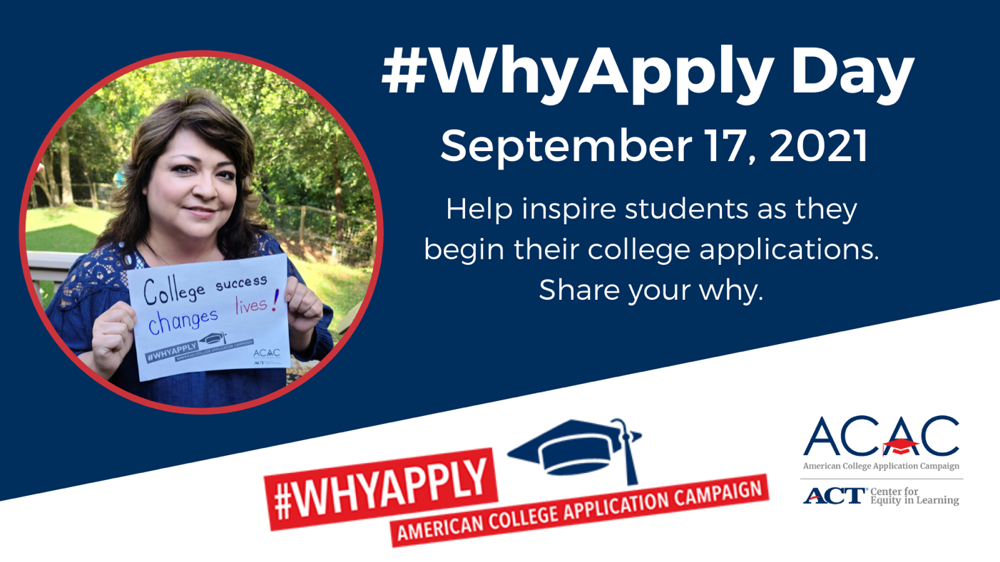 #WhyApply Day
September 17, 2021
Help inspire students as they
begin their college applications.
Share your why.
College success
changes lives!
#WHYAPPLY
AMERICAN COLLEGE APPLICATION CAMPAIGN
ACAC
ACT
#WHYAPPLY
AMERICAN COLLEGE APPLICATION CAMPAIGN
ACAC
American College Application Campaign
ACT® Center for
Equity in Learning